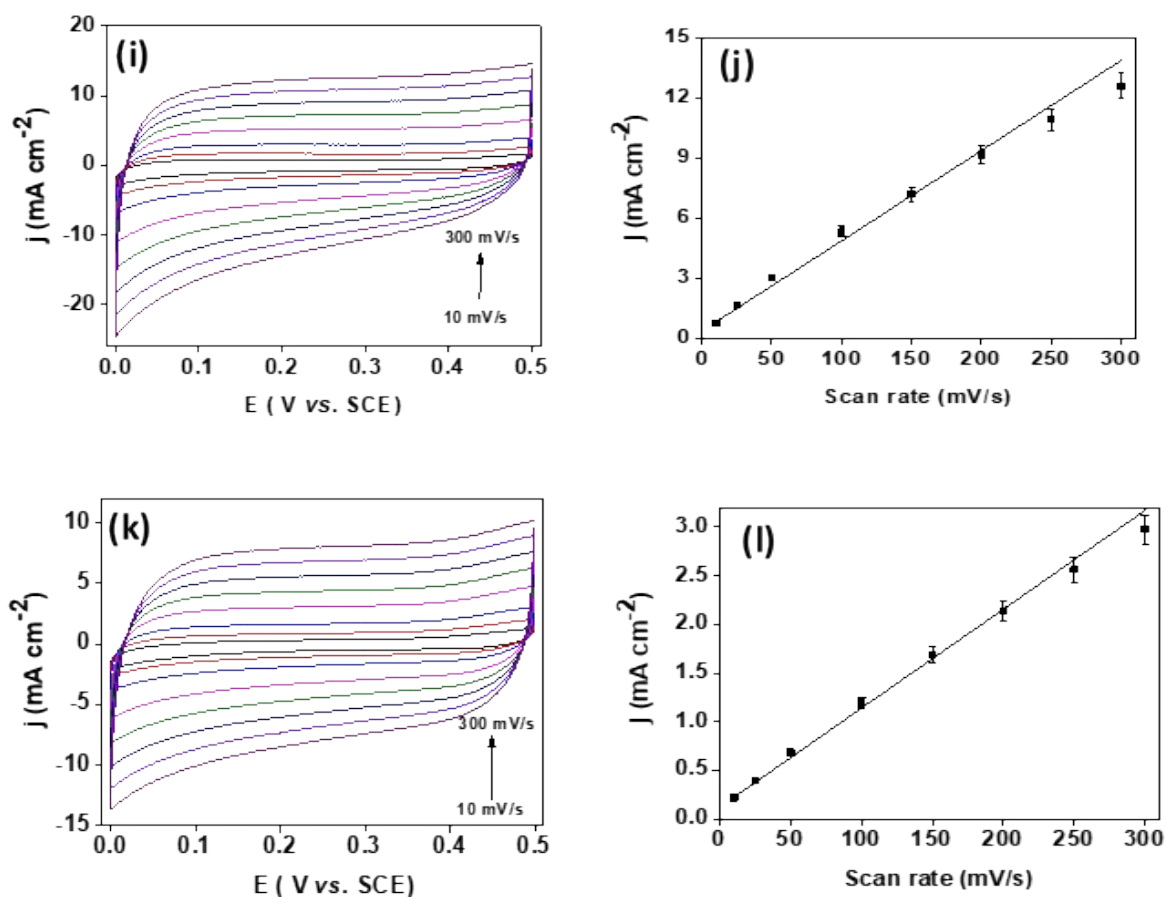 (i)
j (mA cm-2)
20
10
0
-10
-20
300 mV/s
10 mV/s
0.0 0.1 0.2 0.3 0.4 0.5
E ( V vs. SCE)
(j)
j (mA cm-2)
15
12
9
6
3
0
50 100 150 200 250 300
Scan rate (mV/s)
(k)
j (mA cm-2)
10
5
0
-5
-10
-15
300 mV/s
10 mV/s
0.0 0.1 0.2 0.3 0.4 0.5
E ( V vs. SCE)
(l)
J (mA cm-2)
3.0
2.5
2.0
1.5
1.0
0.5
0.0
0 50 100 150 200 250 300
Scan rate (mV/s)